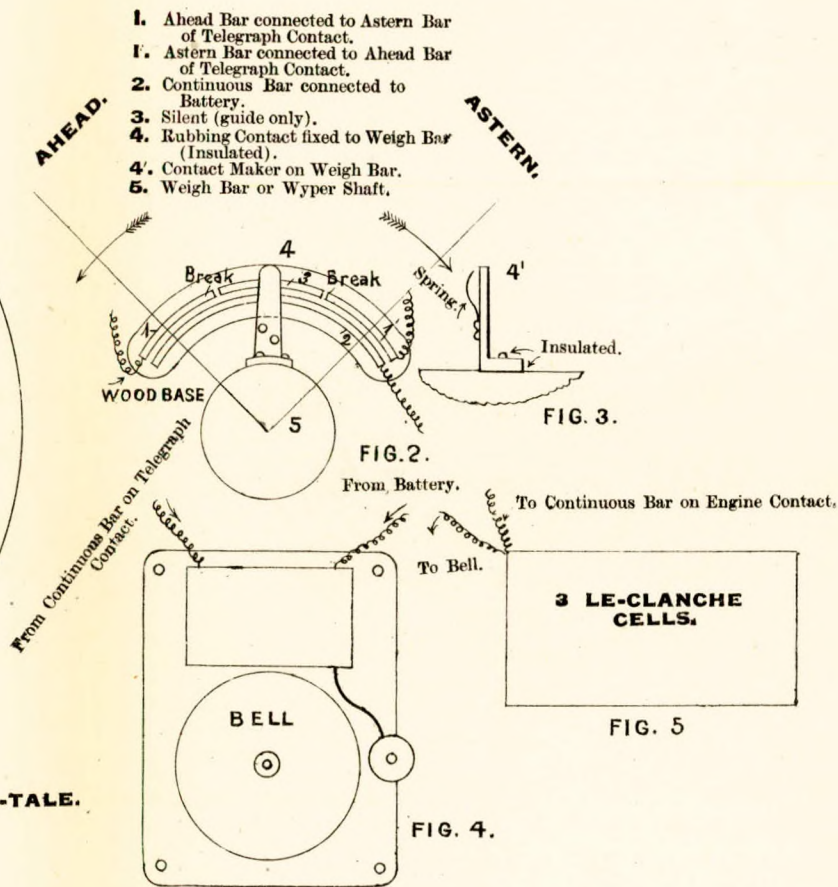 1. Ahead Bar connected to Astern Bar
of Telegraph Contact.
1'. Astern Bar connected to Ahead Bar
of Telegraph Contact.
2. Continuous Bar connected to
Battery.
3. Silent (guide only).
4. Rubbing Contact fixed to Weigh Bar
(Insulated).
4'. Contact Maker on Weigh Bar.
5. Weigh Bar or Wyper Shaft.
AHEAD.
ASTERN.
4
Break
3
Break
1
2
1'
WOOD BASE
5
FIG.2.
Spring.
4'
Insulated.
FIG. 3.
From Continuous Bar on Telegraph
Contact.
From Battery.
To Bell.
To Continuous Bar on Engine Contact.
3 LE-CLANCHE
CELLS.
FIG. 5
BELL
FIG. 4.
-TALE.